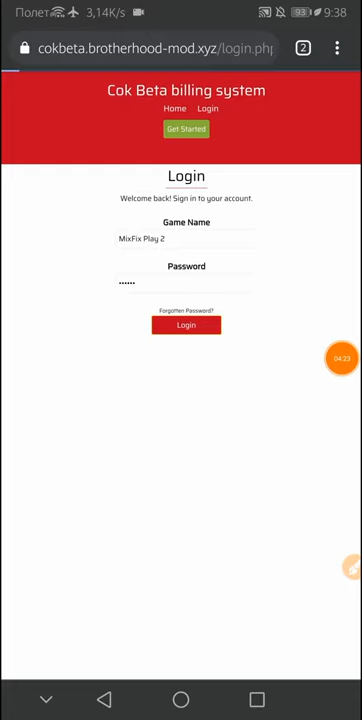 Полет 3,14K/s 93 9:38
cokbeta.brotherhood-mod.xyz/login.php 2
Cok Beta billing system
Home Login
Get Started
Login
Welcome back! Sign in to your account.
Game Name
MixFix Play 2
Password
••••••
Forgotten Password?
Login
04:23